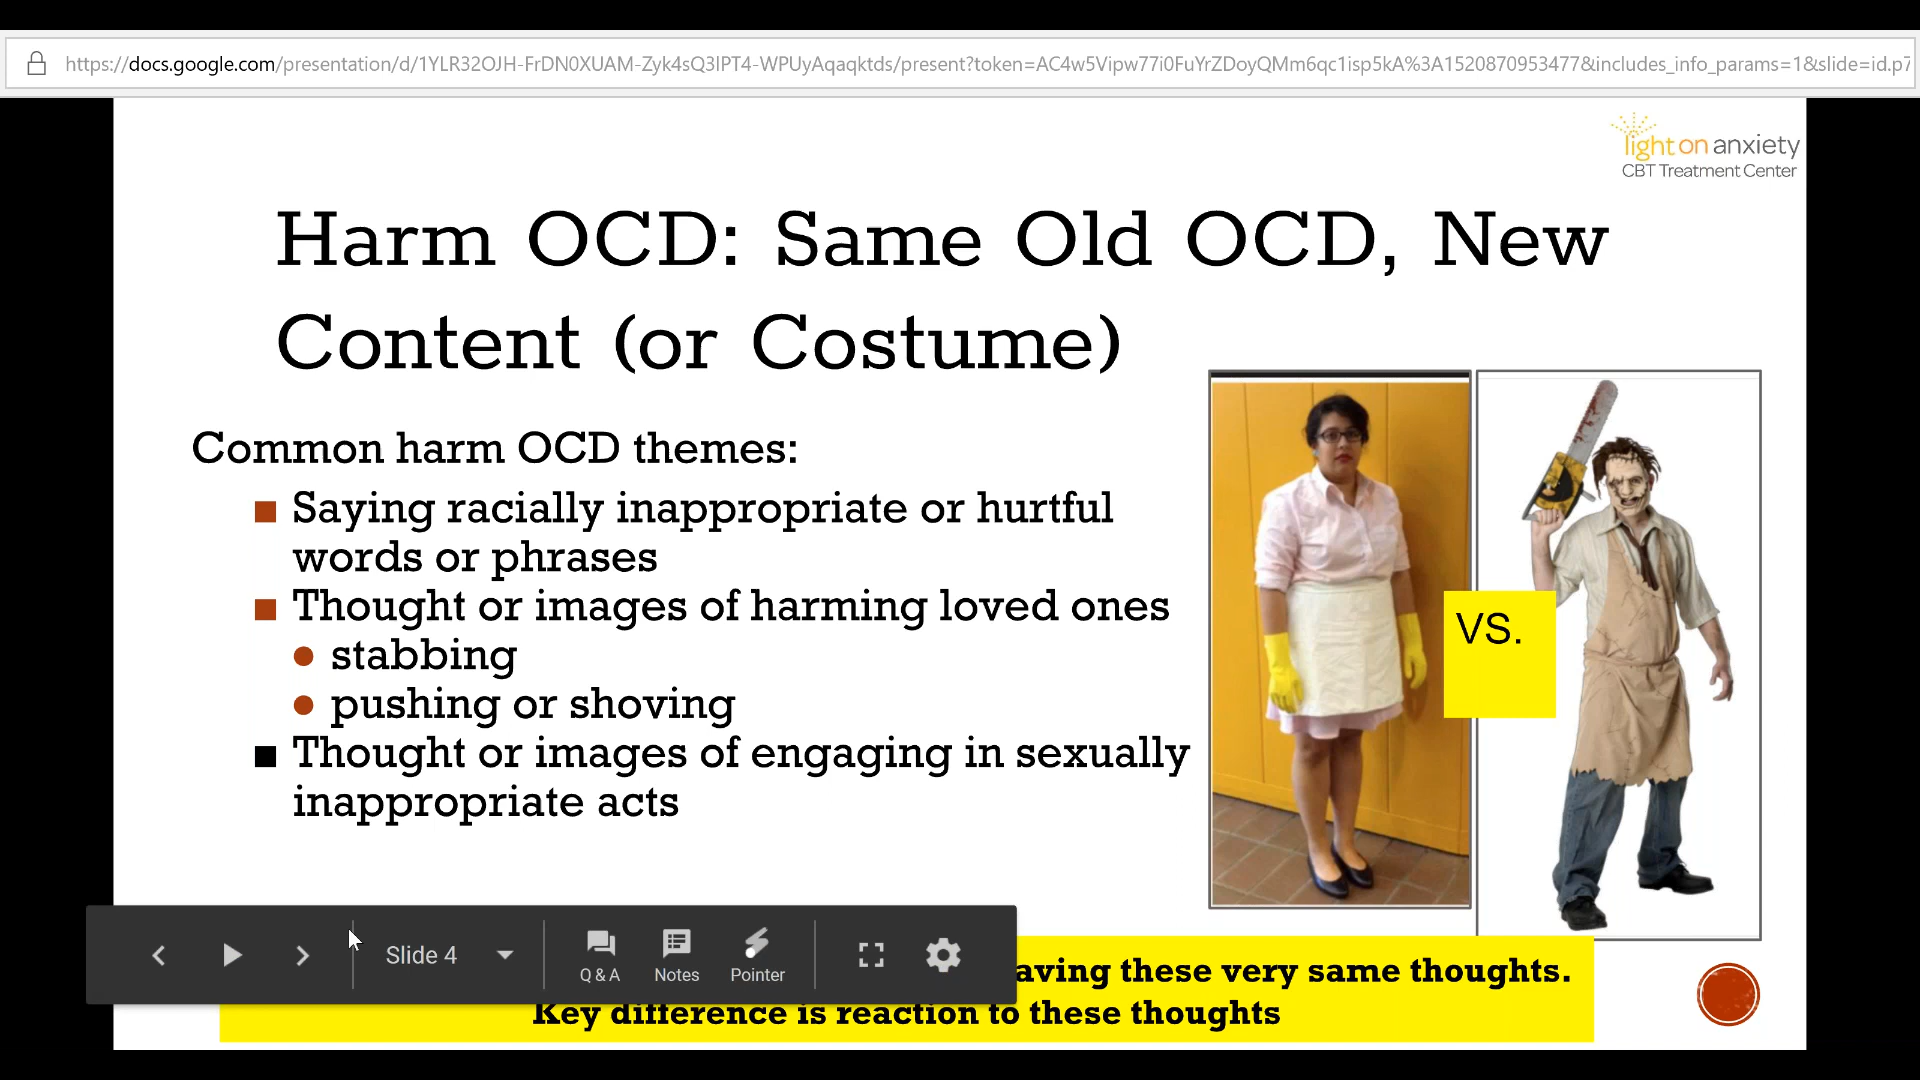 https://docs.google.com/presentation/d/1YLR32OJH-FrDN0XUAM-Zyk4sQ3lPT4-WPUyAqaqktds/present?token=AC4w5Vipw77i0FuYrZDoyQMm6qc1isp5kA%3A1520870953477&includes_info_params=1&slide=id.p7
light on anxiety
CBT Treatment Center
Harm OCD: Same Old OCD, New
Content (or Costume)
Common harm OCD themes:
Saying racially inappropriate or hurtful
words or phrases
Thought or images of harming loved ones
stabbing
pushing or shoving
Thought or images of engaging in sexually
inappropriate acts
VS.
Slide 4
Q & A
Notes
Pointer
aving these very same thoughts.
Key difference is reaction to these thoughts